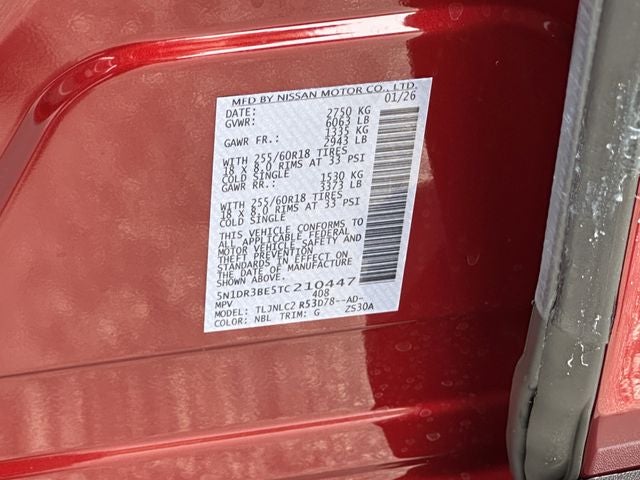 MFD BY NISSAN MOTOR CO., LTD.
DATE: 01/26
GVWR: 2750 KG
6063 LB
GAWR FR.: 1335 KG
2943 LB
WITH 255/60R18 TIRES
18 X 8.0 RIMS AT 33 PSI
COLD SINGLE
GAWR RR.: 1530 KG
3373 LB
WITH 255/60R18 TIRES
18 X 8.0 RIMS AT 33 PSI
COLD SINGLE
THIS VEHICLE CONFORMS TO
ALL APPLICABLE FEDERAL
MOTOR VEHICLE SAFETY AND
THEFT PREVENTION
STANDARDS IN EFFECT ON
THE DATE OF MANUFACTURE
SHOWN ABOVE.
5N1DR3BE5TC210447
MPV 408
MODEL: TLJNLC2 R53D78--AD-
COLOR: NBL TRIM: G ZS30A